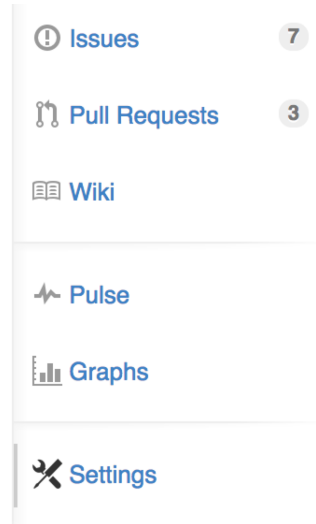 Issues 7
Pull Requests 3
Wiki
Pulse
Graphs
Settings